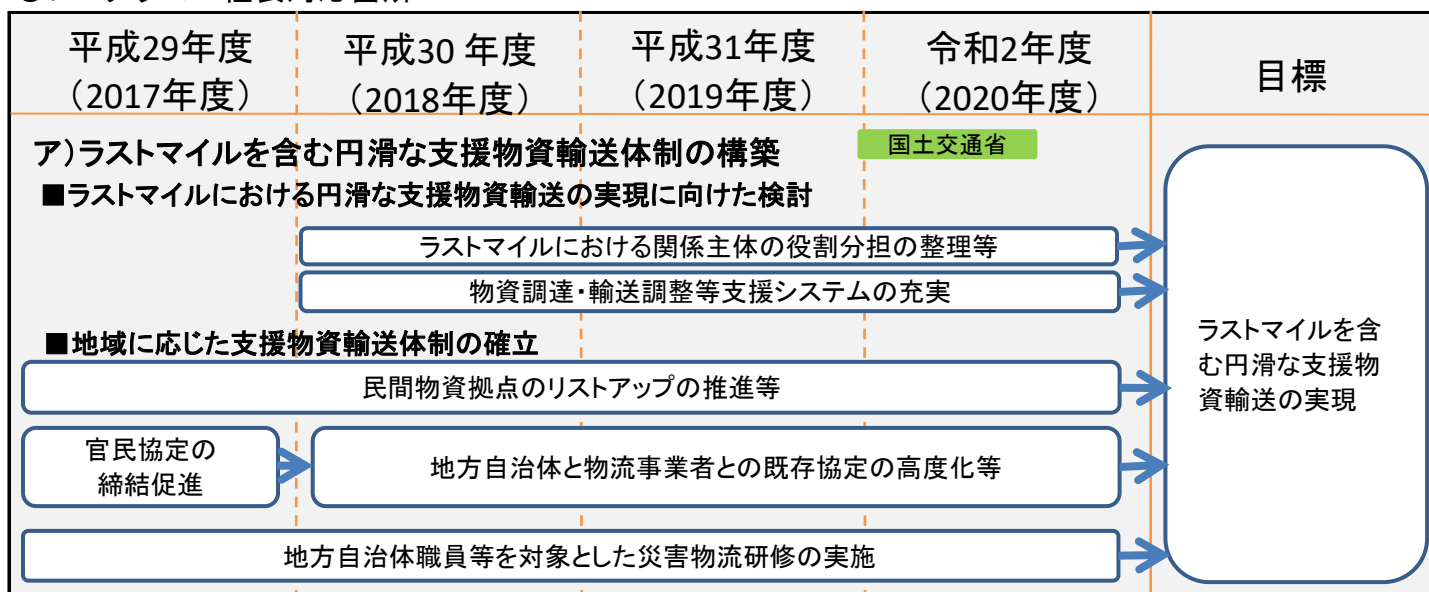 平成29年度
（2017年度）
平成30 年度
（2018年度）
平成31年度
（2019年度）
令和2年度
（2020年度）
目標
ア）ラストマイルを含む円滑な支援物資輸送体制の構築
国土交通省
■ラストマイルにおける円滑な支援物資輸送の実現に向けた検討
ラストマイルにおける関係主体の役割分担の整理等
物資調達・輸送調整等支援システムの充実
■地域に応じた支援物資輸送体制の確立
民間物資拠点のリストアップの推進等
官民協定の
締結促進
地方自治体と物流事業者との既存協定の高度化等
地方自治体職員等を対象とした災害物流研修の実施
ラストマイルを含
む円滑な支援物
資輸送の実現